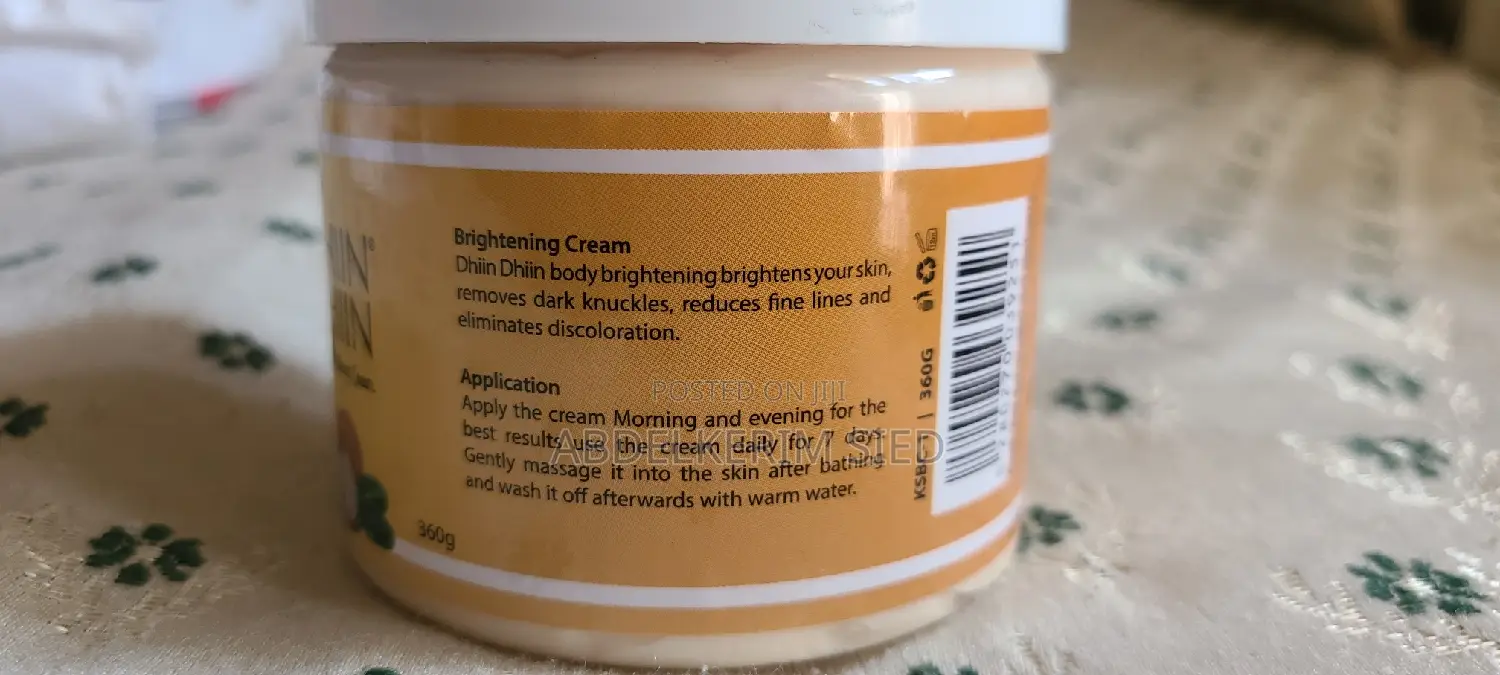 Brightening Cream
Dhiin Dhiin body brightening brightens your skin,
removes dark knuckles, reduces fine lines and
eliminates discoloration.
Application
Apply the cream Morning and evening for the
best results use the cream daily for 7 days
Gently massage it into the skin after bathing
and wash it off afterwards with warm water.
360g
360G
POSTED ON JIJI
ABDELKERIM SIED